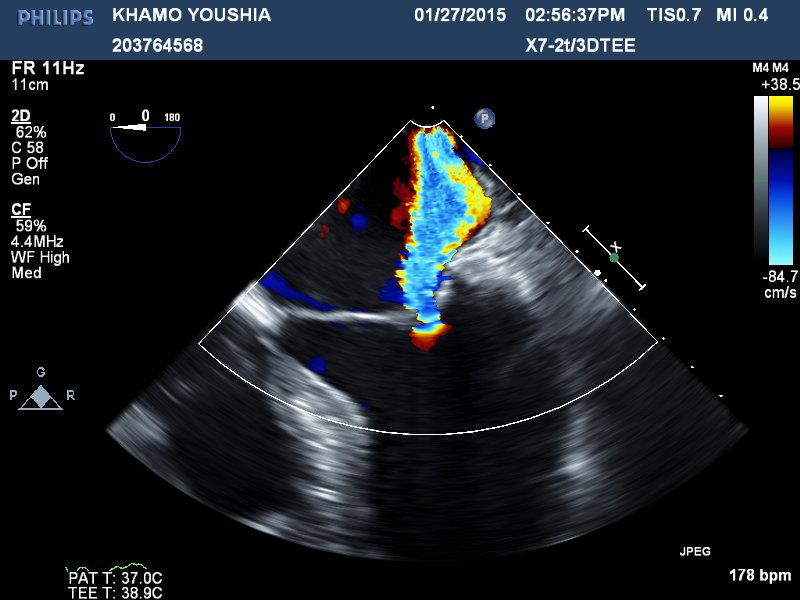 PHILIPS KHAMO YOUSHIA 01/27/2015 02:56:37PM TIS0.7 MI 0.4
203764568 X7-2t/3DTEE
FR 11Hz
11cm
M4 M4
+38.5
2D
62%
C 58
P Off
Gen
0 0 180
P
CF
59%
4.4MHz
WF High
Med
x
-84.7
cm/s
G
P R
JPEG
PAT T: 37.0C
TEE T: 38.9C
178 bpm